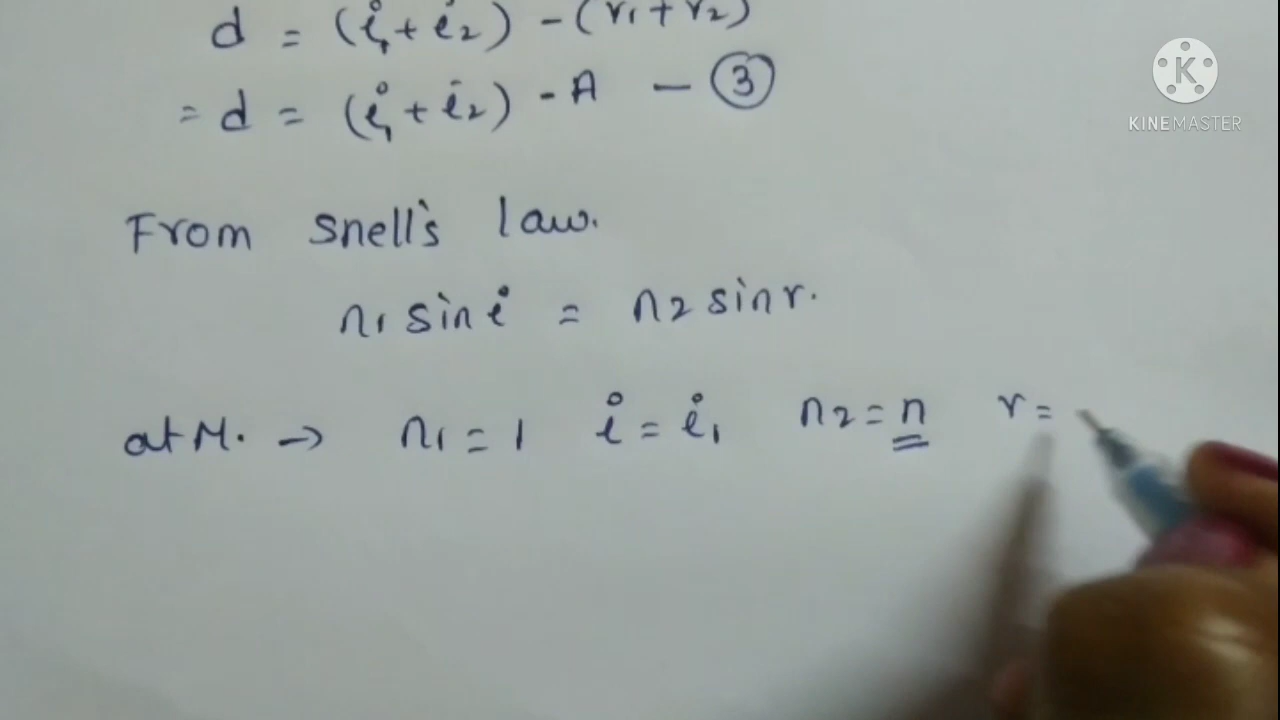 d = (i₁+i₂) - (r₁+r₂)
= d = (i₁+i₂) - A — ③
KINEMASTER
From Snell's law.
n₁ sin i = n₂ sin r.
at M. → n₁ = 1 i = i₁ n₂ = n r =